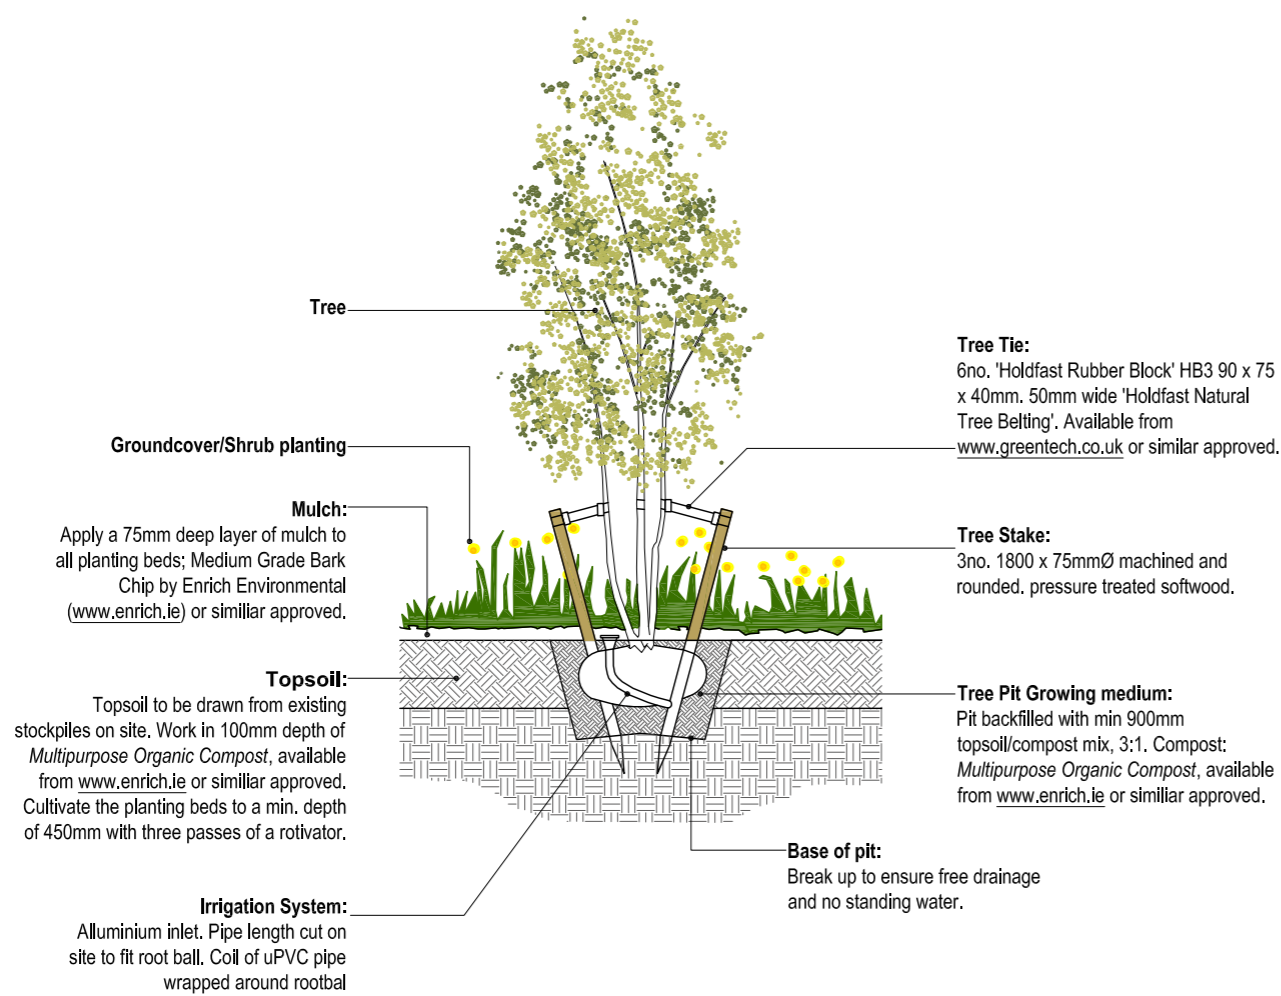 Tree
Groundcover/Shrub planting
Mulch:
Apply a 75mm deep layer of mulch to
all planting beds; Medium Grade Bark
Chip by Enrich Environmental
(www.enrich.ie) or similiar approved.
Topsoil:
Topsoil to be drawn from existing
stockpiles on site. Work in 100mm depth of
Multipurpose Organic Compost, available
from www.enrich.ie or similiar approved.
Cultivate the planting beds to a min. depth
of 450mm with three passes of a rotivator.
Irrigation System:
Alluminium inlet. Pipe length cut on
site to fit root ball. Coil of uPVC pipe
wrapped around rootbal
Tree Tie:
6no. 'Holdfast Rubber Block' HB3 90 x 75
x 40mm. 50mm wide 'Holdfast Natural
Tree Belting'. Available from
www.greentech.co.uk or similar approved.
Tree Stake:
3no. 1800 x 75mmØ machined and
rounded. pressure treated softwood.
Tree Pit Growing medium:
Pit backfilled with min 900mm
topsoil/compost mix, 3:1. Compost:
Multipurpose Organic Compost, available
from www.enrich.ie or similiar approved.
Base of pit:
Break up to ensure free drainage
and no standing water.